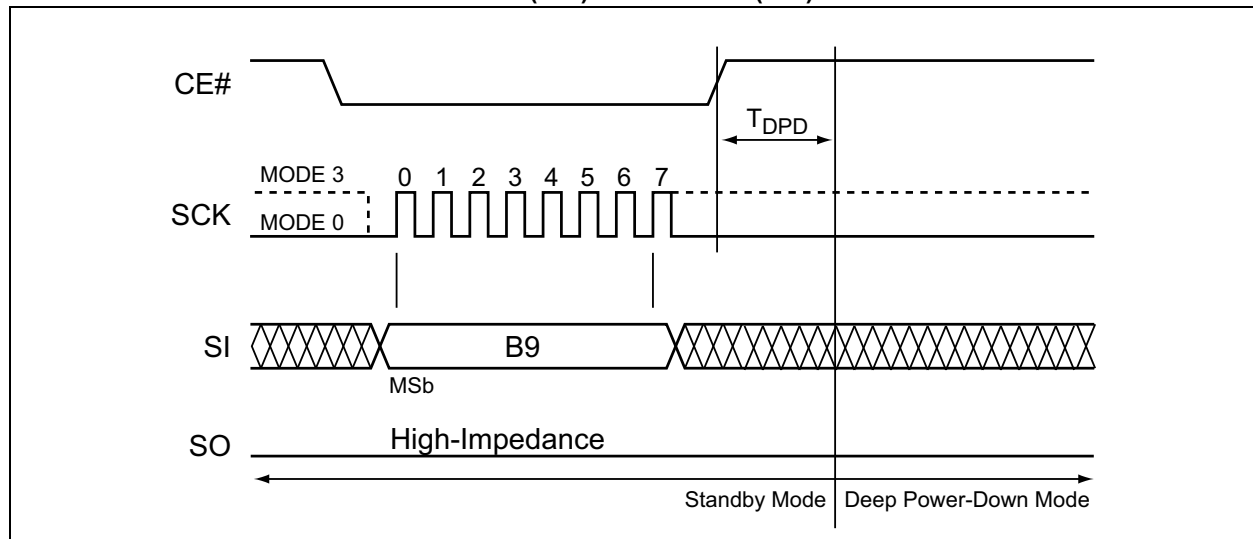 CE#
T_DPD
MODE 3
0 1 2 3 4 5 6 7
SCK
MODE 0
SI
B9
MSb
SO
High-Impedance
Standby Mode
Deep Power-Down Mode